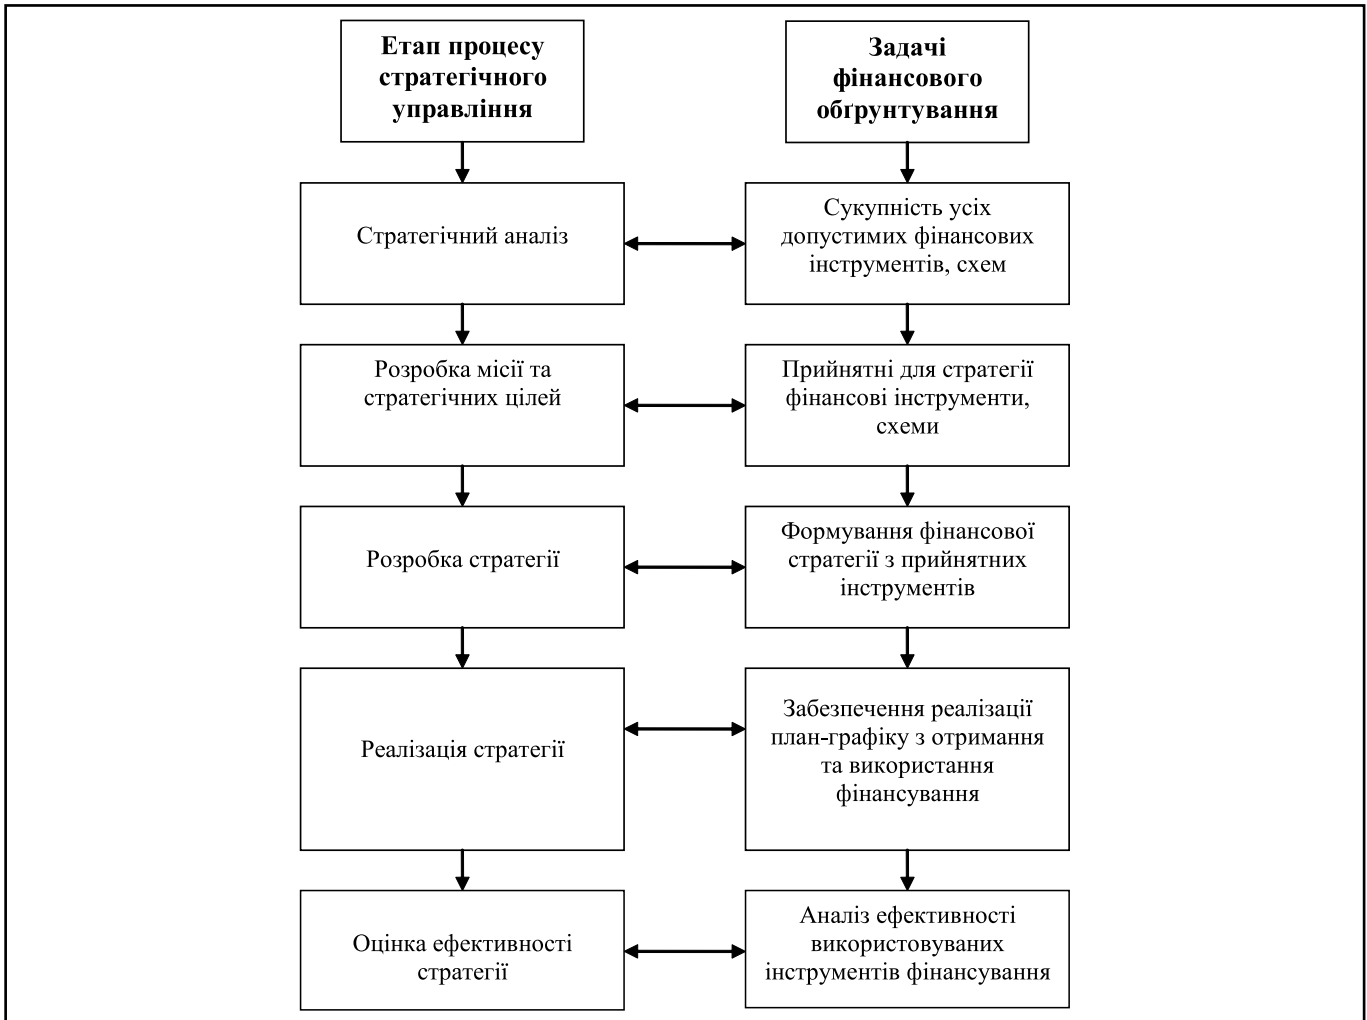 Етап процесу
стратегічного
управління
Задачі
фінансового
обґрунтування
Стратегічний аналіз
Сукупність усіх
допустимих фінансових
інструментів, схем
Розробка місії та
стратегічних цілей
Прийнятні для стратегії
фінансові інструменти,
схеми
Розробка стратегії
Формування фінансової
стратегії з прийнятних
інструментів
Реалізація стратегії
Забезпечення реалізації
план-графіку з отримання
та використання
фінансування
Оцінка ефективності
стратегії
Аналіз ефективності
використовуваних
інструментів фінансування